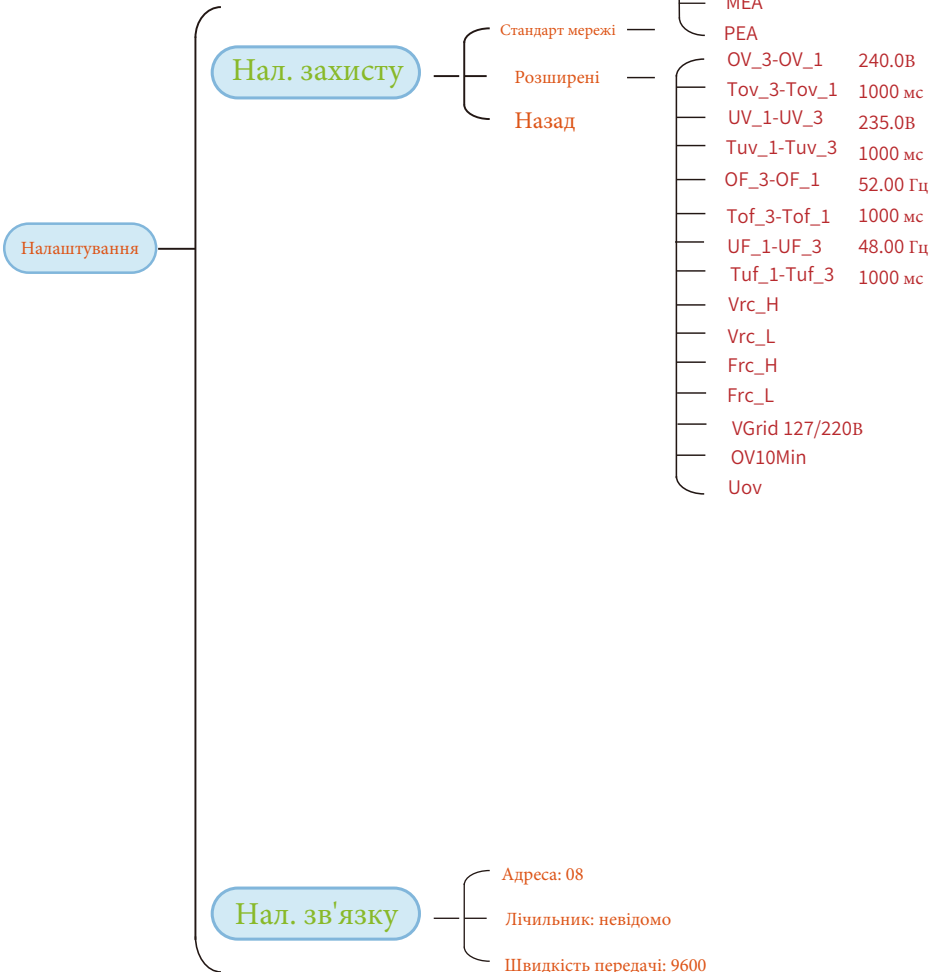 MEA
PEA
Стандарт мережі
Нал. захисту
Розширені
Назад
OV_3-OV_1 240.0В
Tov_3-Tov_1 1000 мс
UV_1-UV_3 235.0В
Tuv_1-Tuv_3 1000 мс
OF_3-OF_1 52.00 Гц
Tof_3-Tof_1 1000 мс
UF_1-UF_3 48.00 Гц
Tuf_1-Tuf_3 1000 мс
Vrc_H
Vrc_L
Frc_H
Frc_L
VGrid 127/220В
OV10Min
Uov
Налаштування
Нал. зв'язку
Адреса: 08
Лічильник: невідомо
Швидкість передачі: 9600